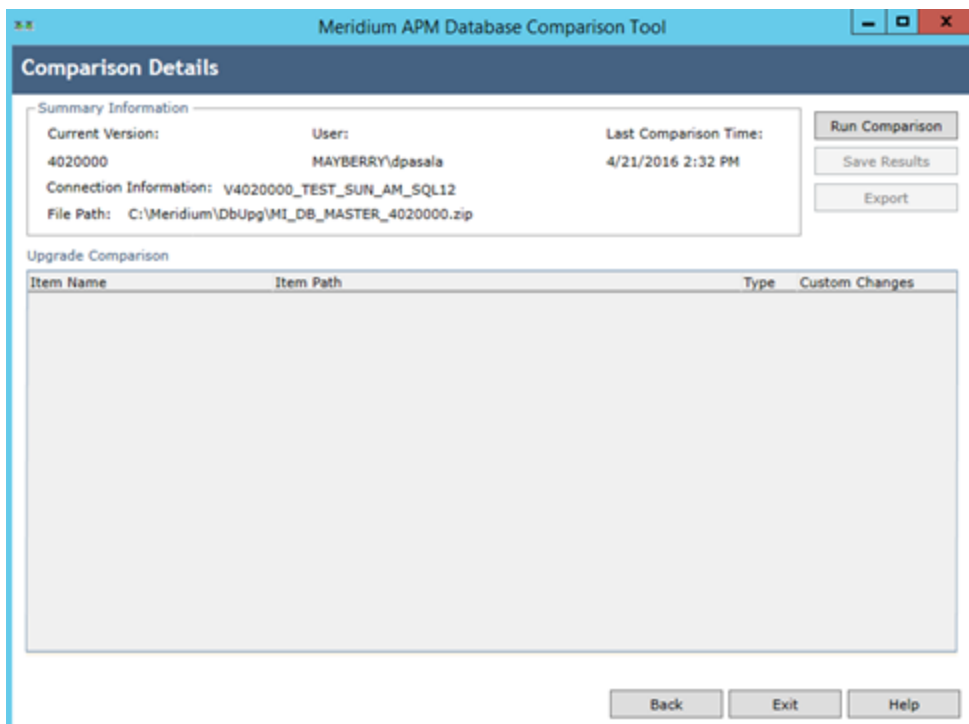 Meridium APM Database Comparison Tool
Comparison Details
Summary Information
Current Version: User: Last Comparison Time:
4020000 MAYBERRY\dpasala 4/21/2016 2:32 PM
Connection Information: V4020000_TEST_SUN_AM_SQL12
File Path: C:\Meridium\DbUpg\MI_DB_MASTER_4020000.zip
Run Comparison
Save Results
Export
Upgrade Comparison
Item Name Item Path Type Custom Changes
Back Exit Help